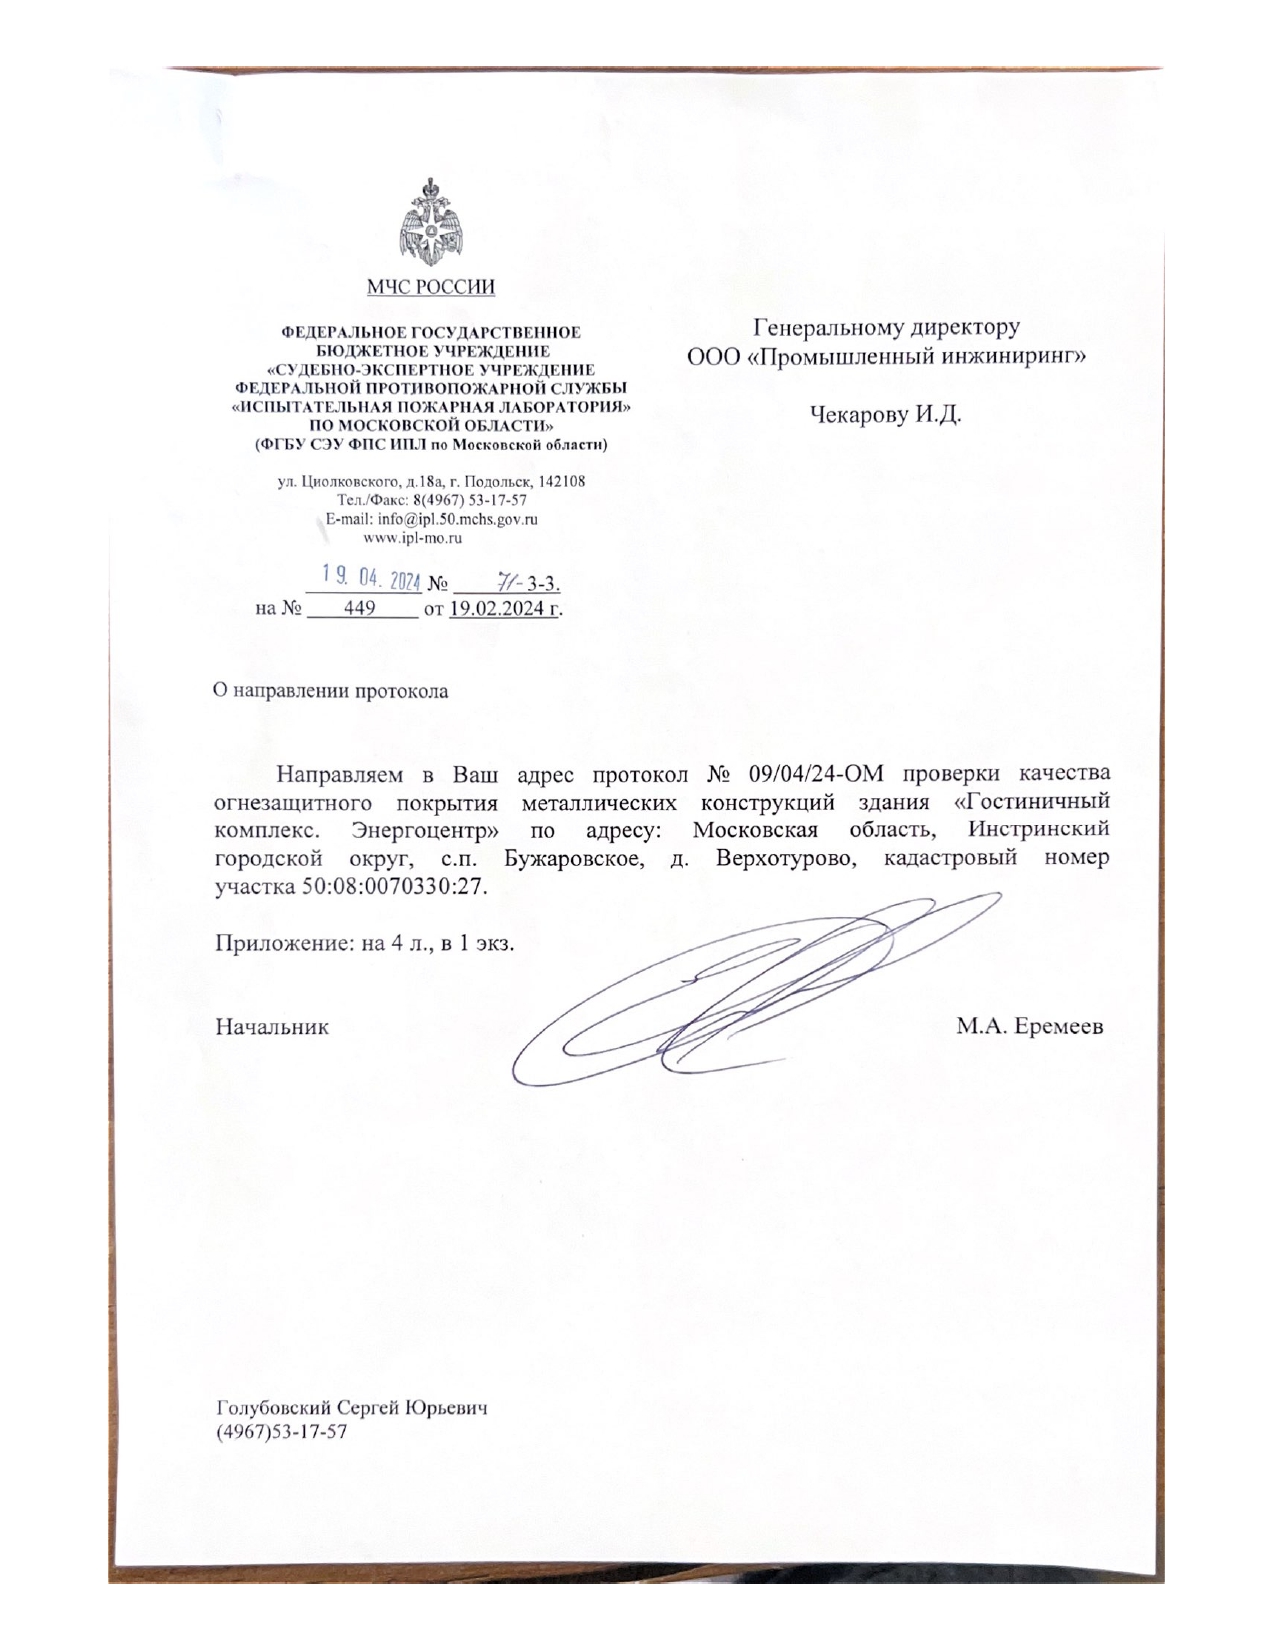 МЧС РОССИИ
ФЕДЕРАЛЬНОЕ ГОСУДАРСТВЕННОЕ
БЮДЖЕТНОЕ УЧРЕЖДЕНИЕ
«СУДЕБНО-ЭКСПЕРТНОЕ УЧРЕЖДЕНИЕ
ФЕДЕРАЛЬНОЙ ПРОТИВОПОЖАРНОЙ СЛУЖБЫ
«ИСПЫТАТЕЛЬНАЯ ПОЖАРНАЯ ЛАБОРАТОРИЯ»
ПО МОСКОВСКОЙ ОБЛАСТИ»
(ФГБУ СЭУ ФПС ИПЛ по Московской области)
ул. Циолковского, д.18а, г. Подольск, 142108
Тел./Факс: 8(4967) 53-17-57
E-mail: info@ipl.50.mchs.gov.ru
www.ipl-mo.ru
19.04.2024 № 71-3-3.
на № 449 от 19.02.2024 г.
Генеральному директору
ООО «Промышленный инжиниринг»
Чекарову И.Д.
О направлении протокола
Направляем в Ваш адрес протокол № 09/04/24-ОМ проверки качества
огнезащитного покрытия металлических конструкций здания «Гостиничный
комплекс. Энергоцентр» по адресу: Московская область, Инстринский
городской округ, с.п. Бужаровское, д. Верхотурово, кадастровый номер
участка 50:08:0070330:27.
Приложение: на 4 л., в 1 экз.
Начальник М.А. Еремеев
Голубовский Сергей Юрьевич
(4967)53-17-57